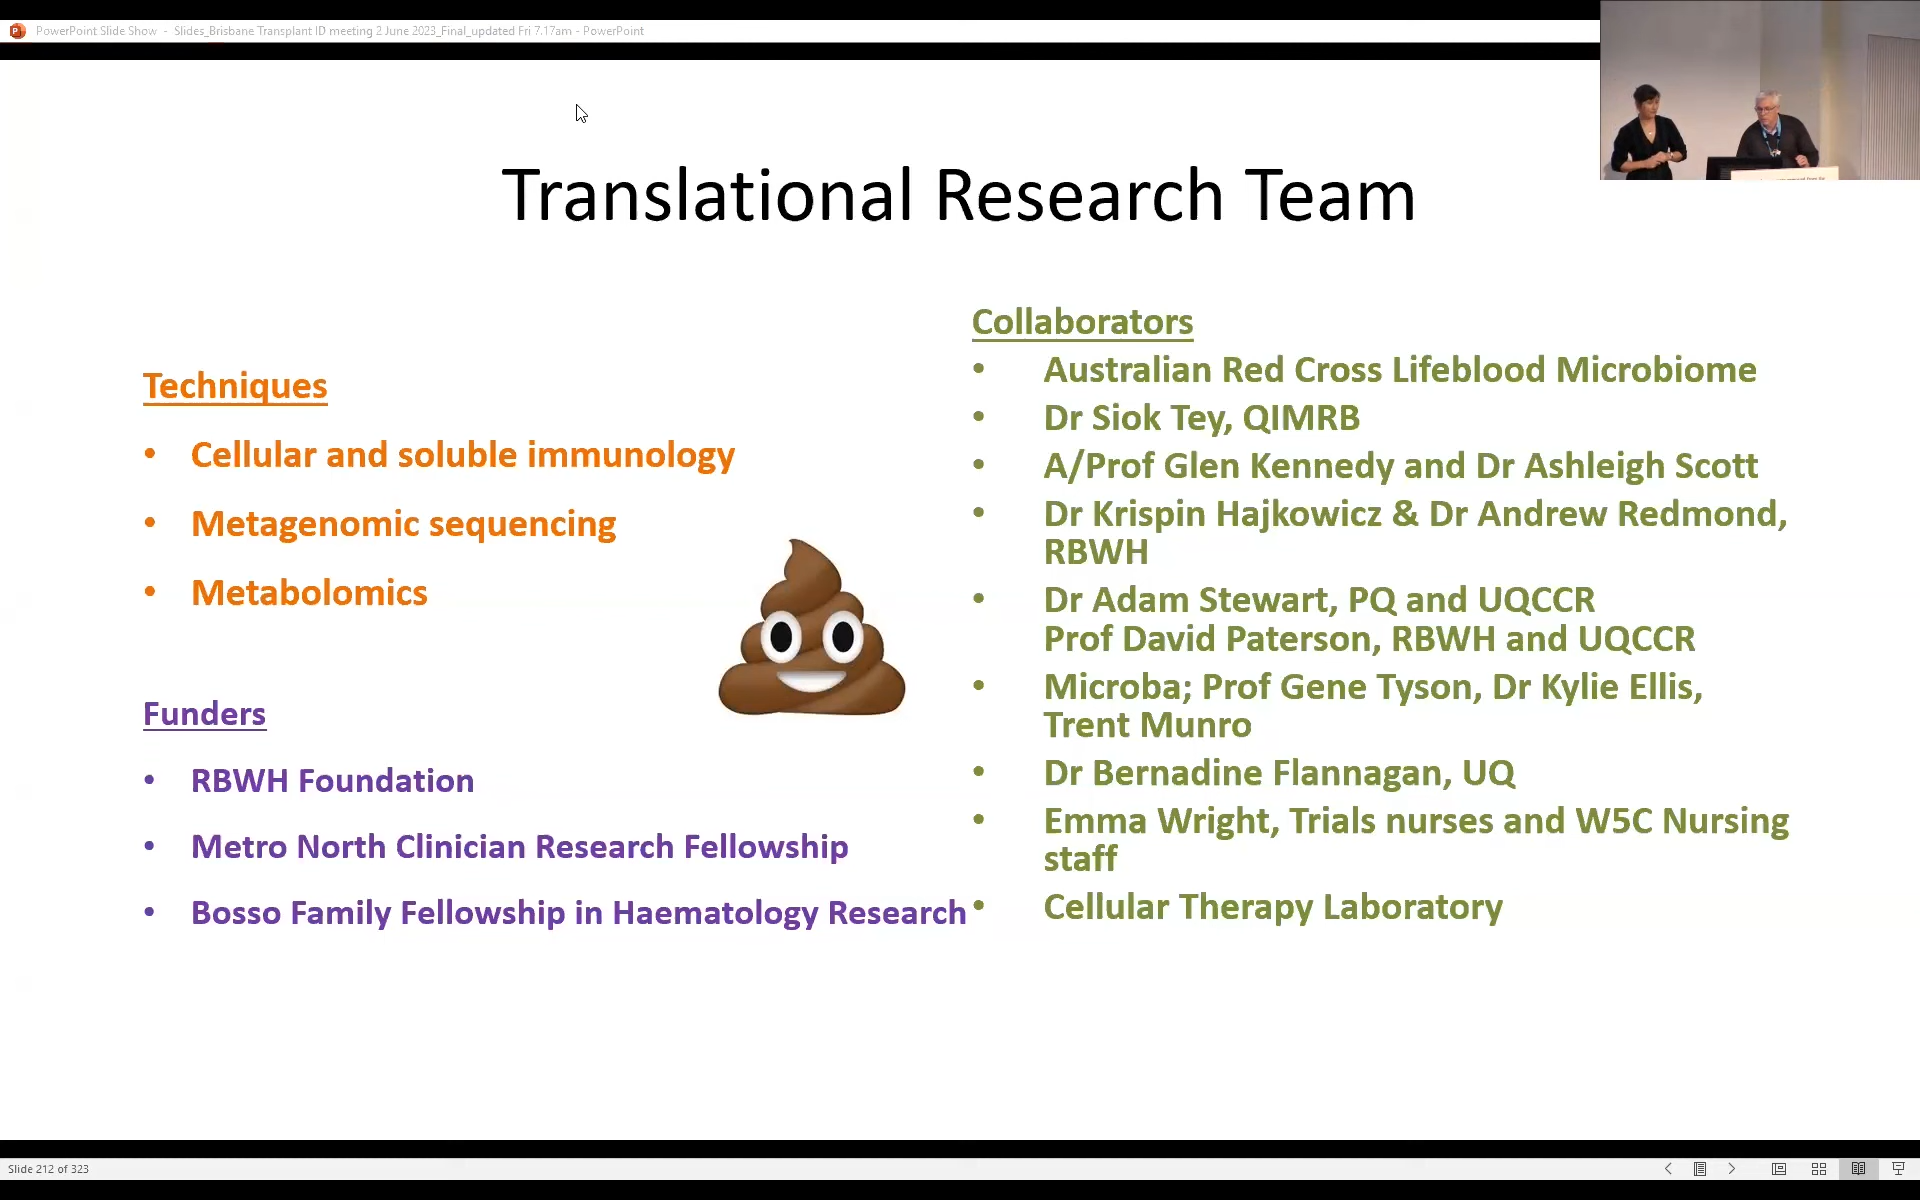 PowerPoint Slide Show - Slides_Brisbane Transplant ID meeting 2 June 2023_Final_updated Fri 7.17am - PowerPoint
Translational Research Team
Techniques
• Cellular and soluble immunology
• Metagenomic sequencing
• Metabolomics
Funders
• RBWH Foundation
• Metro North Clinician Research Fellowship
• Bosso Family Fellowship in Haematology Research
Collaborators
• Australian Red Cross Lifeblood Microbiome
• Dr Siok Tey, QIMRB
• A/Prof Glen Kennedy and Dr Ashleigh Scott
• Dr Krispin Hajkowicz & Dr Andrew Redmond,
RBWH
• Dr Adam Stewart, PQ and UQCCR
Prof David Paterson, RBWH and UQCCR
• Microba; Prof Gene Tyson, Dr Kylie Ellis,
Trent Munro
• Dr Bernadine Flannagan, UQ
• Emma Wright, Trials nurses and W5C Nursing
staff
• Cellular Therapy Laboratory
Slide 212 of 323